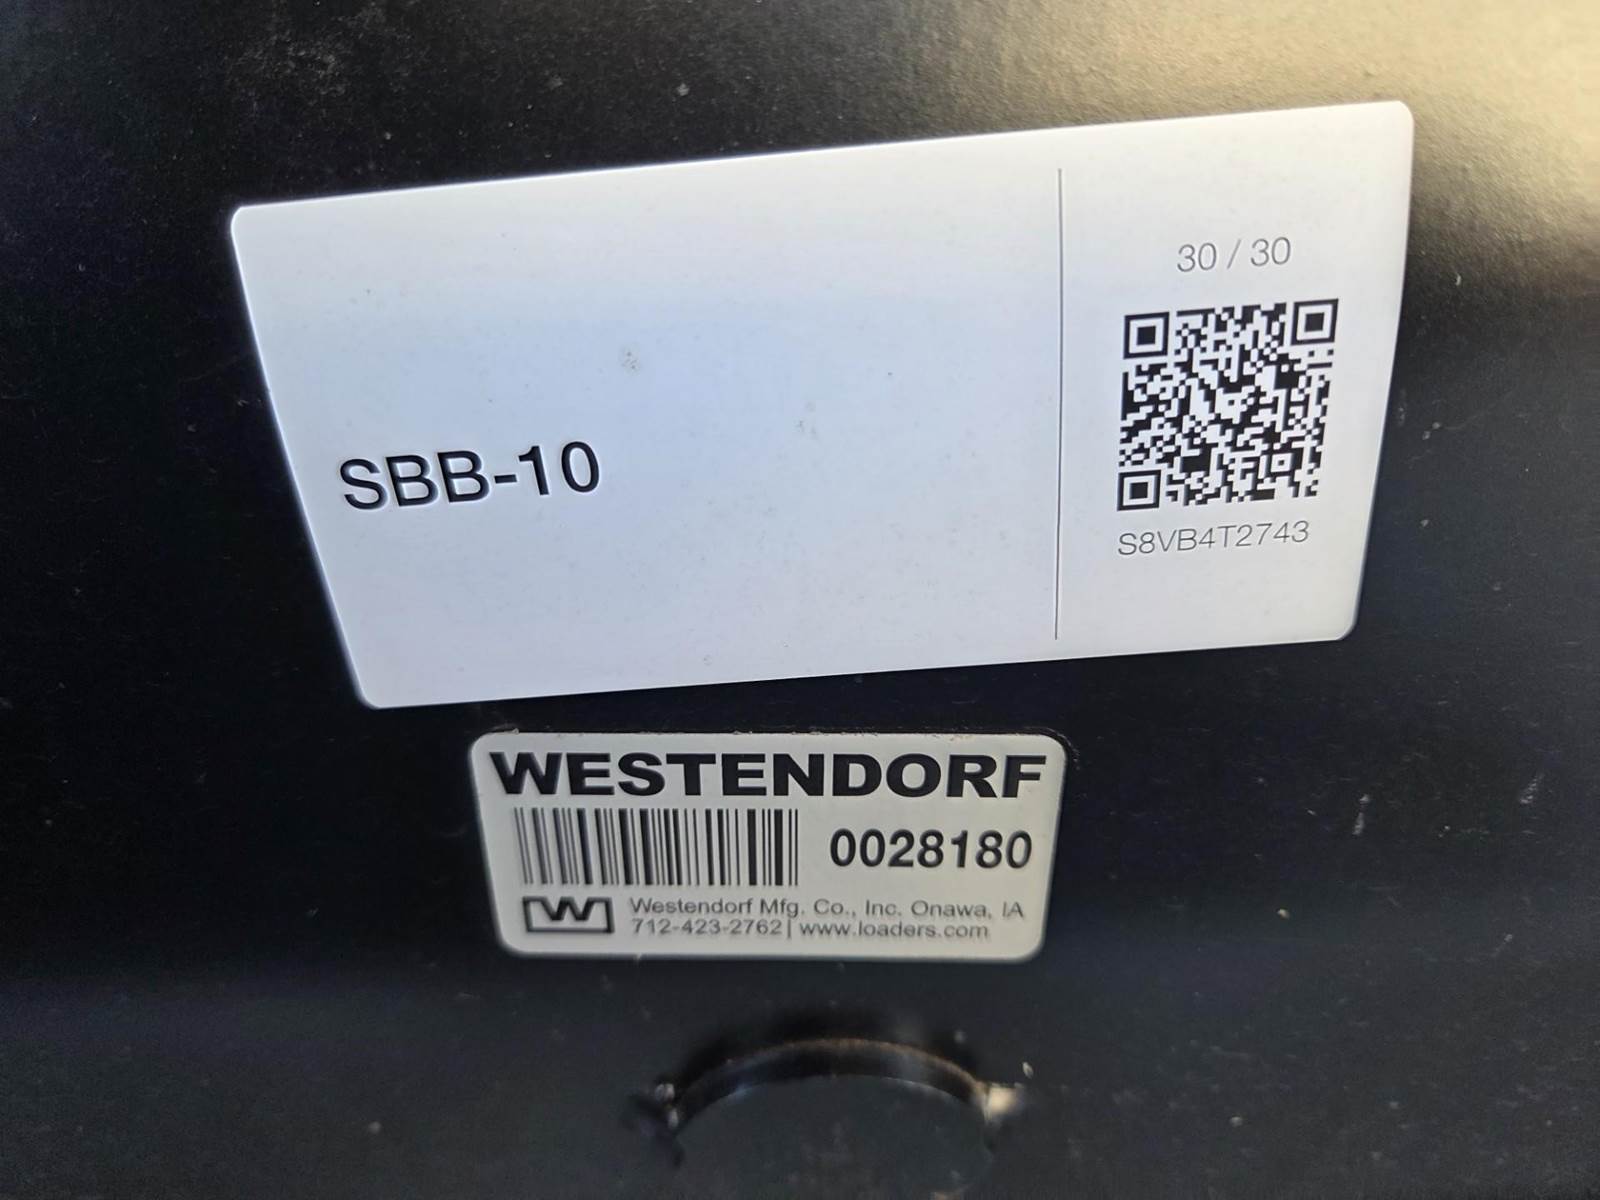 30 / 30
SBB-10
S8VB4T2743
WESTENDORF
0028180
W
Westendorf Mfg. Co., Inc. Onawa, IA
712-423-2762 | www.loaders.com